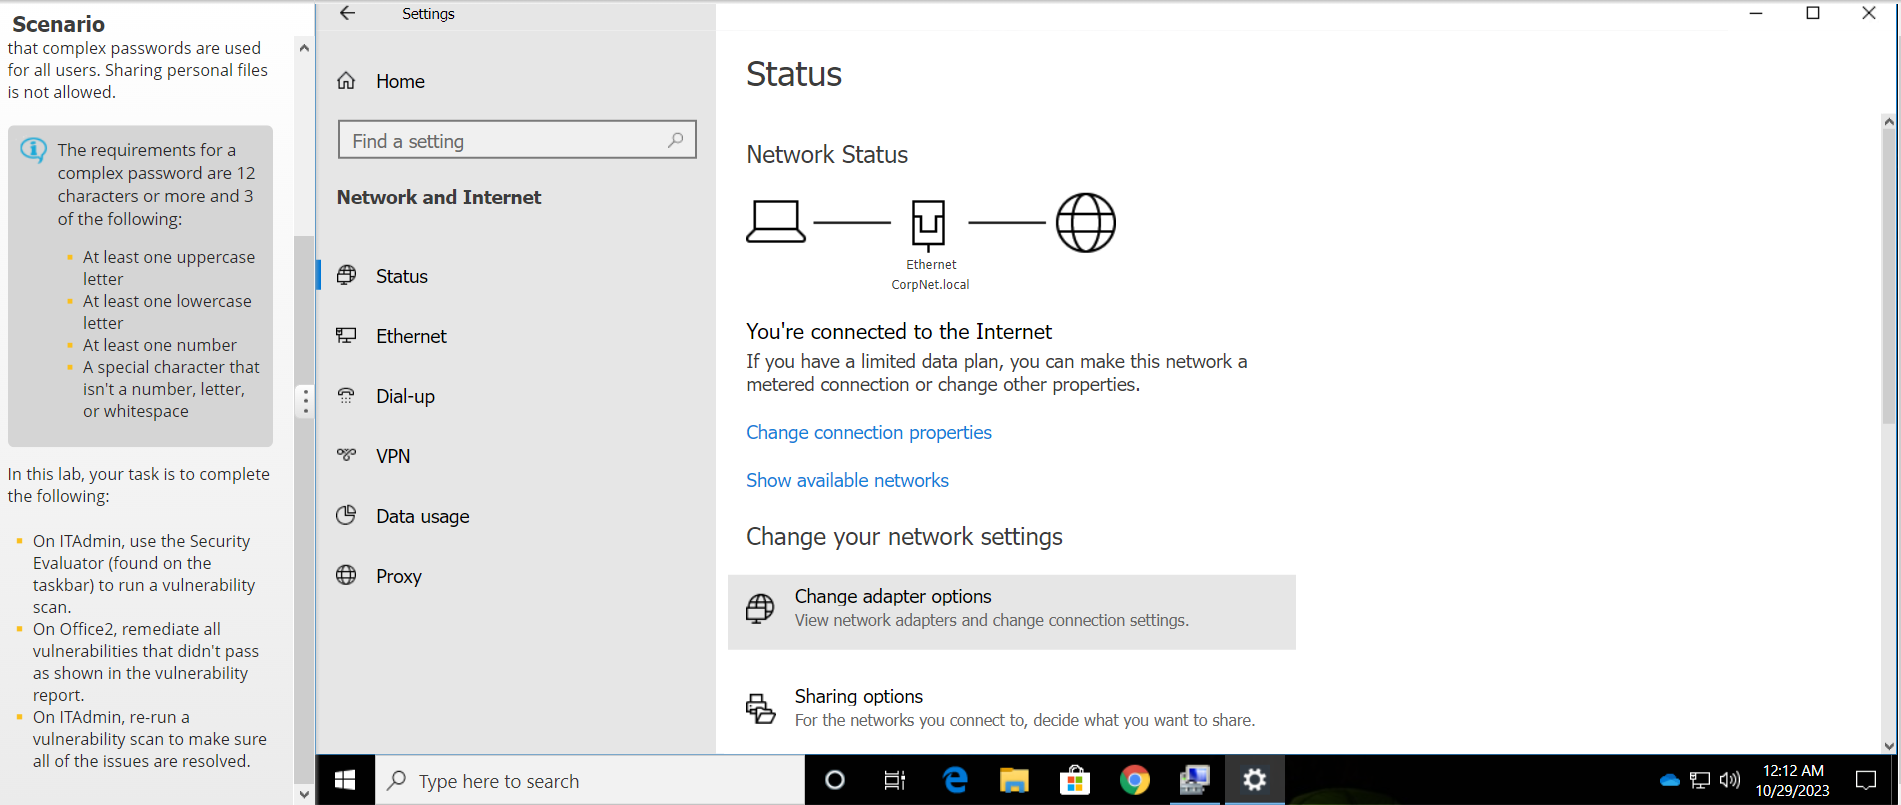 Scenario
that complex passwords are used
for all users. Sharing personal files
is not allowed.
The requirements for a
complex password are 12
characters or more and 3
of the following:
At least one uppercase
letter
At least one lowercase
letter
At least one number
A special character that
isn't a number, letter,
or whitespace
In this lab, your task is to complete
the following:
On ITAdmin, use the Security
Evaluator (found on the
taskbar) to run a vulnerability
scan.
On Office2, remediate all
vulnerabilities that didn't pass
as shown in the vulnerability
report.
On ITAdmin, re-run a
vulnerability scan to make sure
all of the issues are resolved.
Settings
Home
Find a setting
Network and Internet
Status
Ethernet
Dial-up
VPN
Data usage
Proxy
Status
Network Status
Ethernet
CorpNet.local
You're connected to the Internet
If you have a limited data plan, you can make this network a
metered connection or change other properties.
Change connection properties
Show available networks
Change your network settings
Change adapter options
View network adapters and change connection settings.
Sharing options
For the networks you connect to, decide what you want to share.
Type here to search
12:12 AM
10/29/2023